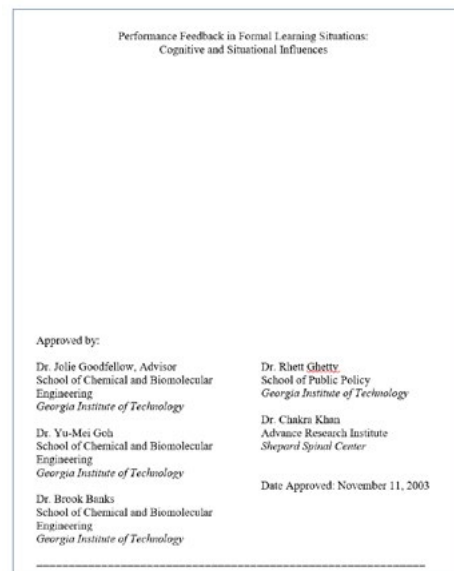 Performance Feedback in Formal Learning Situations:
Cognitive and Situational Influences
Approved by:
Dr. Jolie Goodfellow, Advisor
School of Chemical and Biomolecular
Engineering
Georgia Institute of Technology
Dr. Yu-Mei Goh
School of Chemical and Biomolecular
Engineering
Georgia Institute of Technology
Dr. Brook Banks
School of Chemical and Biomolecular
Engineering
Georgia Institute of Technology
Dr. Rhett Ghetty
School of Public Policy
Georgia Institute of Technology
Dr. Chakra Khan
Advance Research Institute
Shepard Spinal Center
Date Approved: November 11, 2003